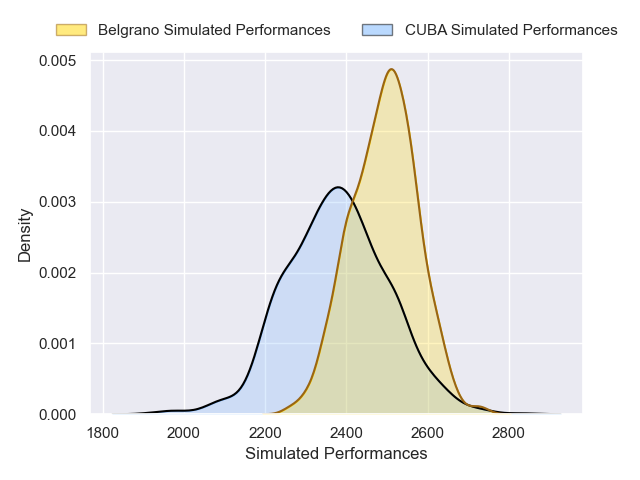 Belgrano Simulated Performances CUBA Simulated Performances
0.005
0.004
0.003
0.002
0.001
0.000
Density
1800 2000 2200 2400 2600 2800
Simulated Performances